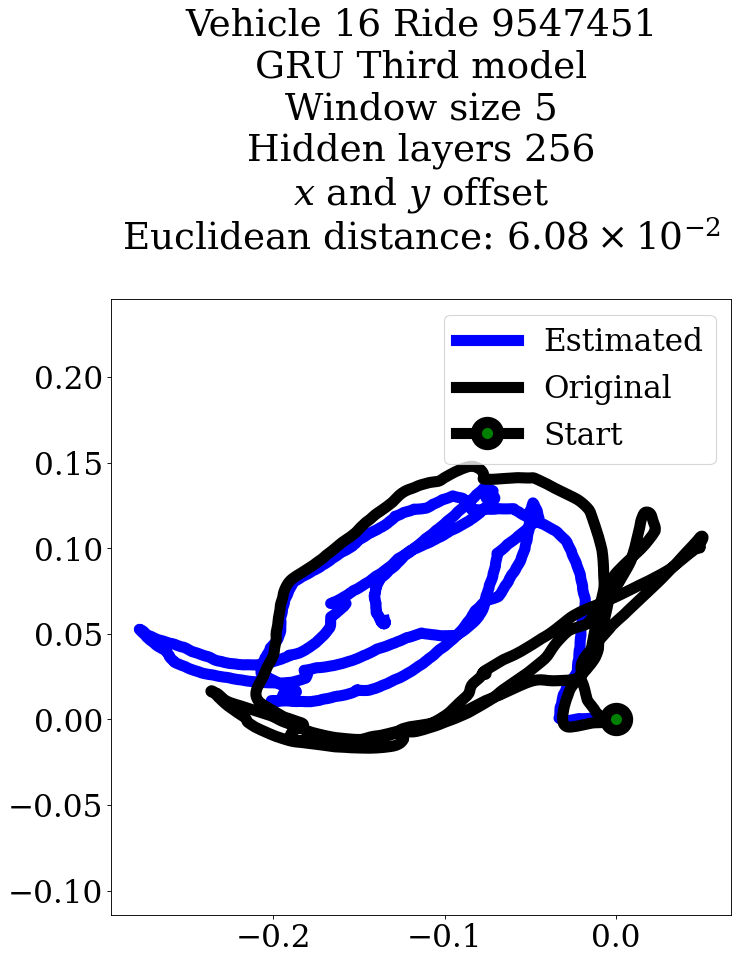 Vehicle 16 Ride 9547451
GRU Third model
Window size 5
Hidden layers 256
x and y offset
Euclidean distance: 6.08 × 10⁻²
Estimated
Original
Start
0.20
0.15
0.10
0.05
0.00
−0.05
−0.10
−0.2 −0.1 0.0